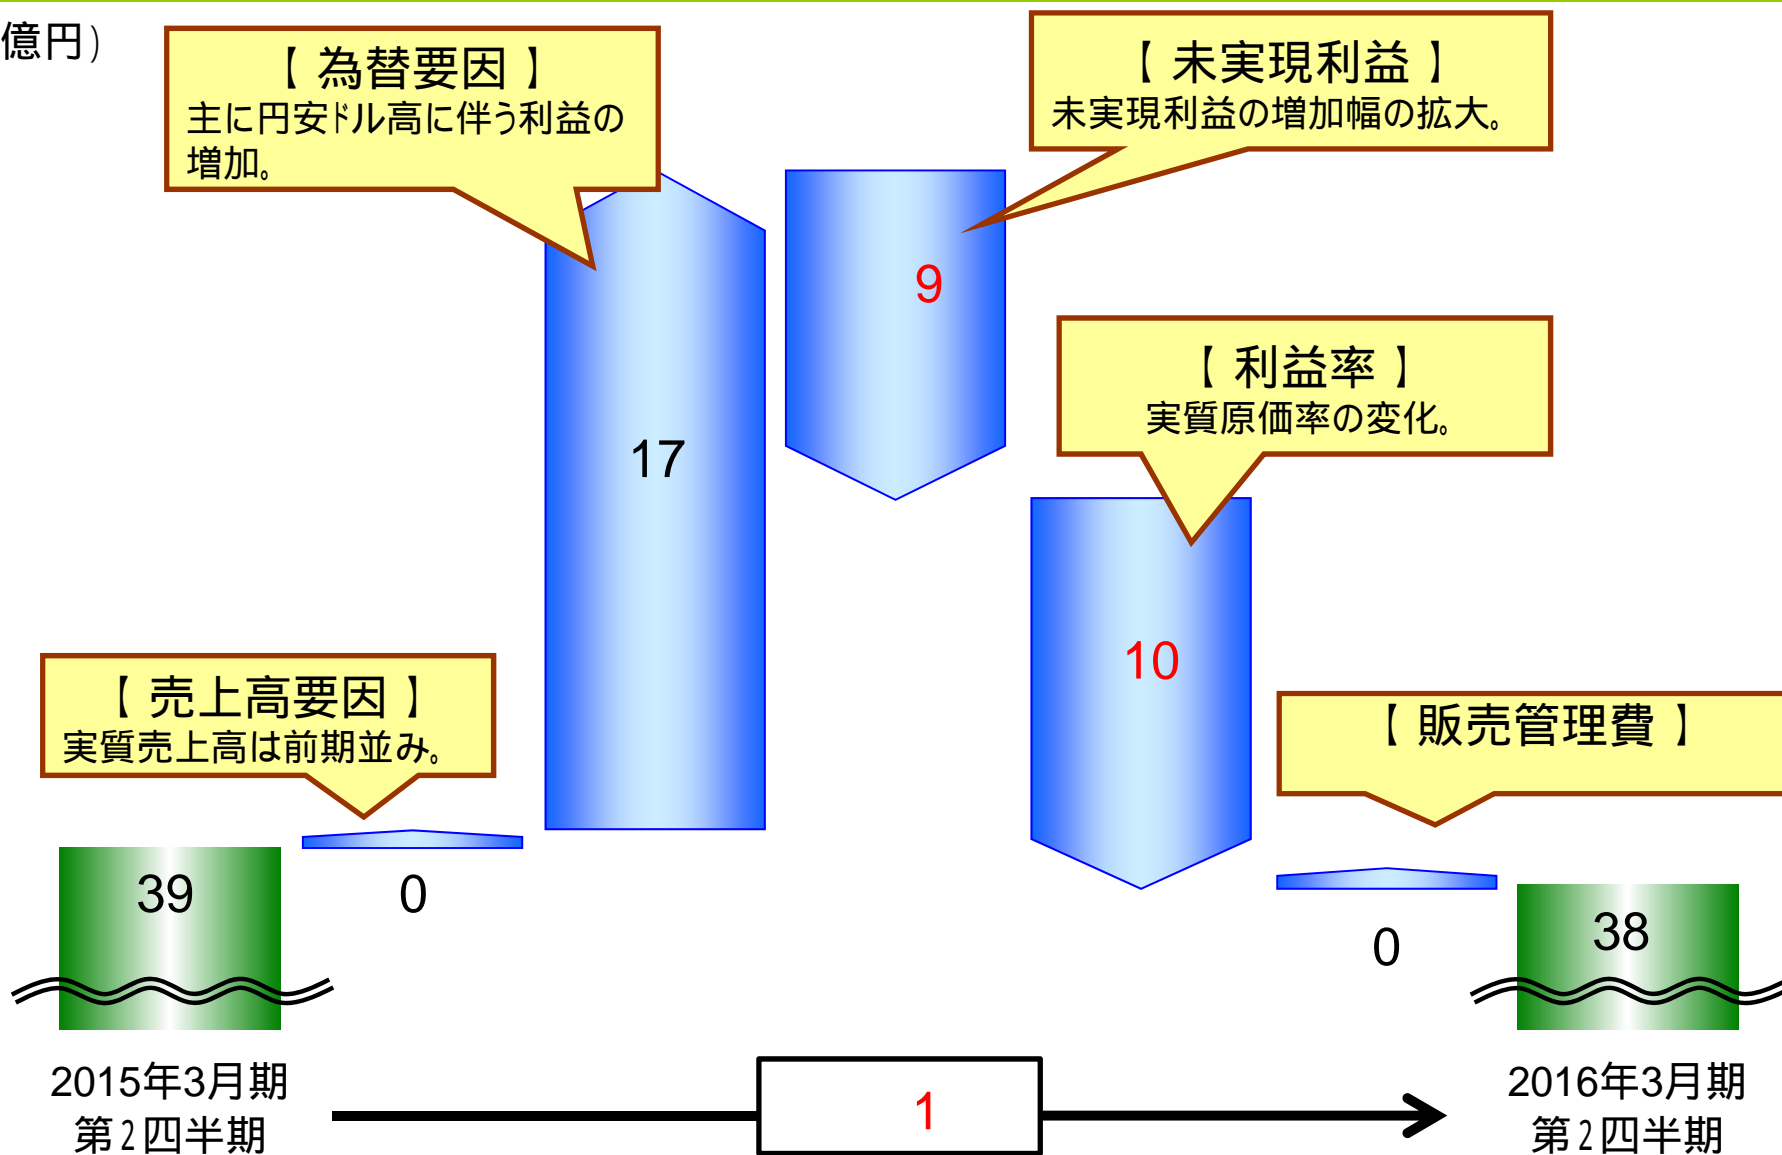 億円）
【 為替要因 】
主に円安ドル高に伴う利益の
増加。
【 未実現利益 】
未実現利益の増加幅の拡大。
9
【 利益率 】
実質原価率の変化。
17
10
【 売上高要因 】
実質売上高は前期並み。
【 販売管理費 】
39
0
0
38
2015年3月期
第2四半期
1
2016年3月期
第2四半期